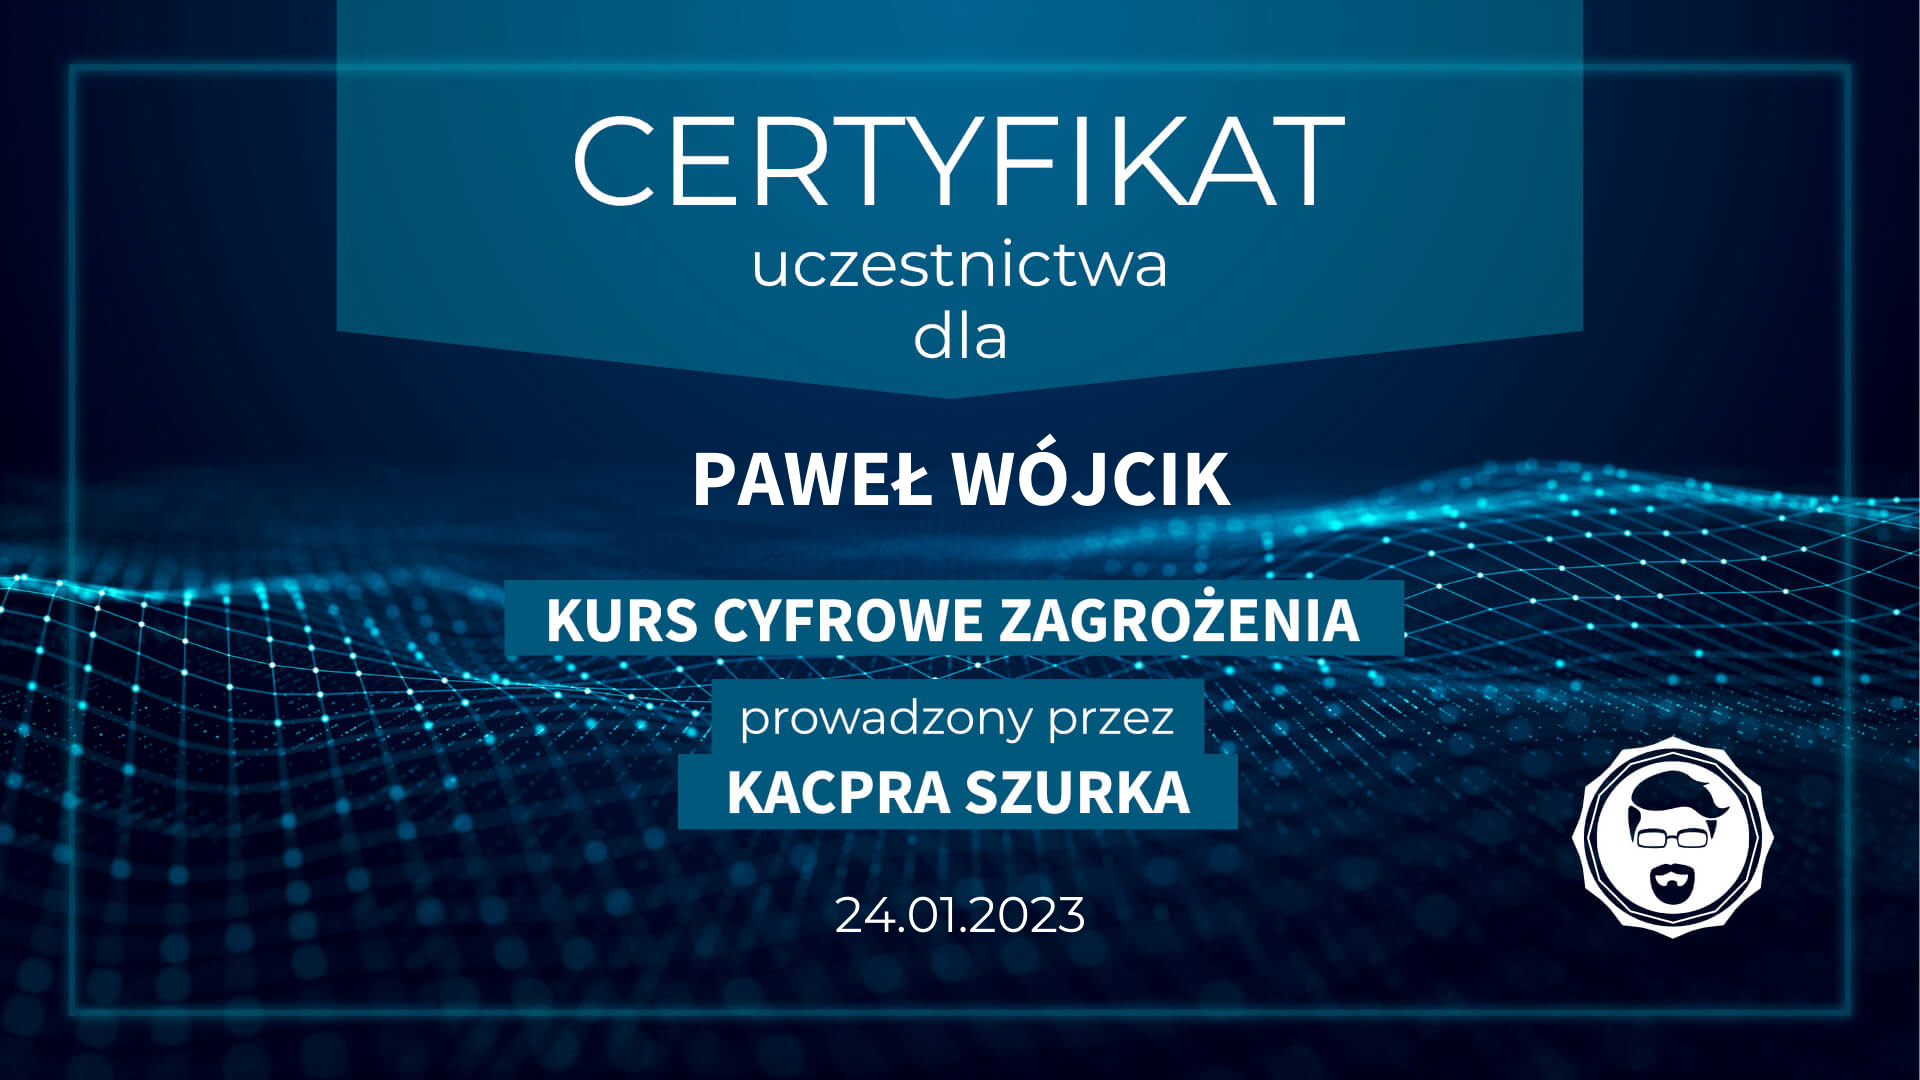 CERTYFIKAT
uczestnictwa
dla
PAWEŁ WÓJCIK
KURS CYFROWE ZAGROŻENIA
prowadzony przez
KACPRA SZURKA
24.01.2023